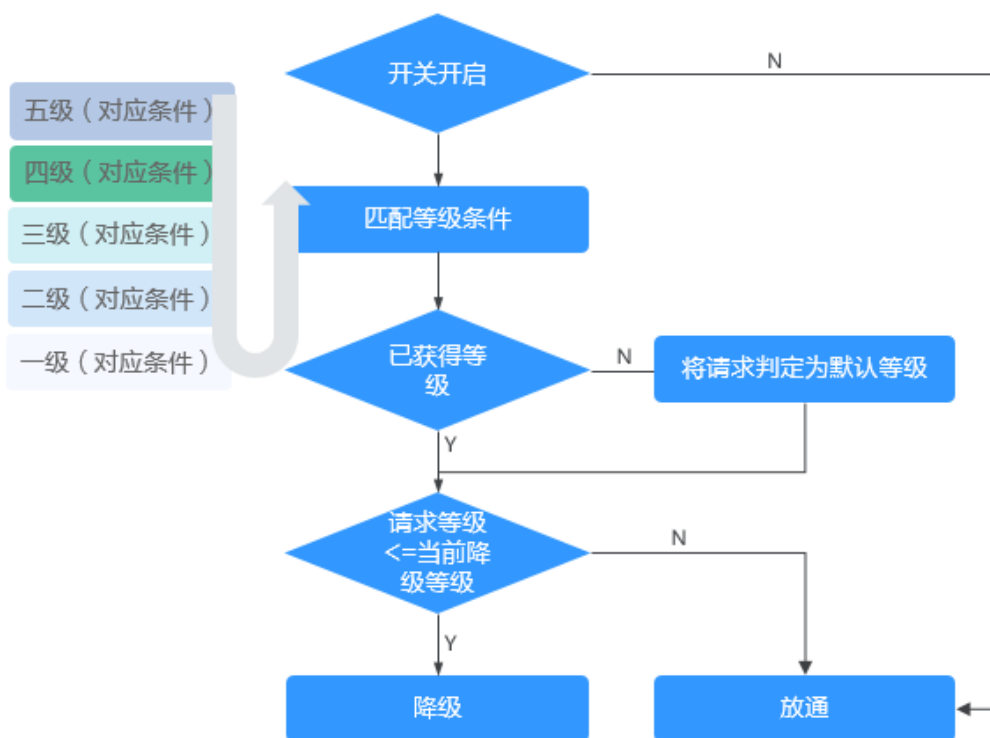 开关开启
N
五级（对应条件）
四级（对应条件）
三级（对应条件）
二级（对应条件）
一级（对应条件）
匹配等级条件
已获得等
级
N
将请求判定为默认等级
Y
请求等级
<=当前降
级等级
N
Y
降级
放通